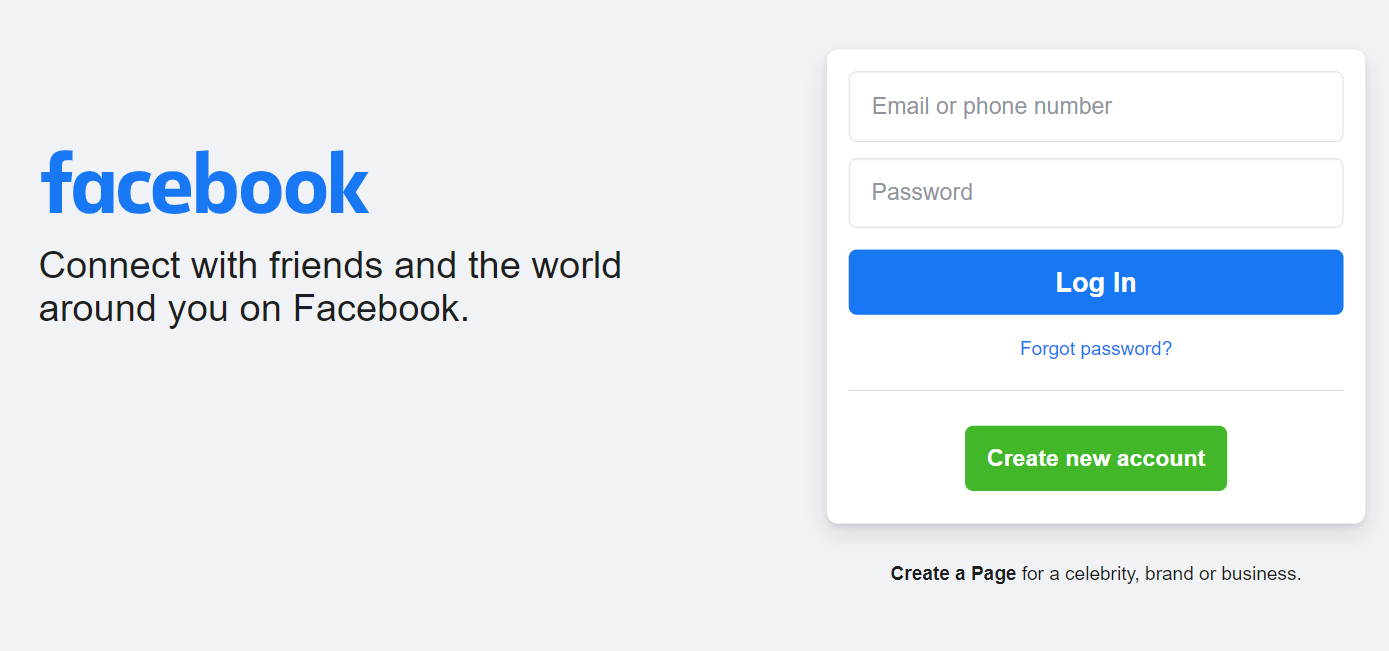 facebook
Connect with friends and the world
around you on Facebook.
Email or phone number
Password
Log In
Forgot password?
Create new account
Create a Page for a celebrity, brand or business.